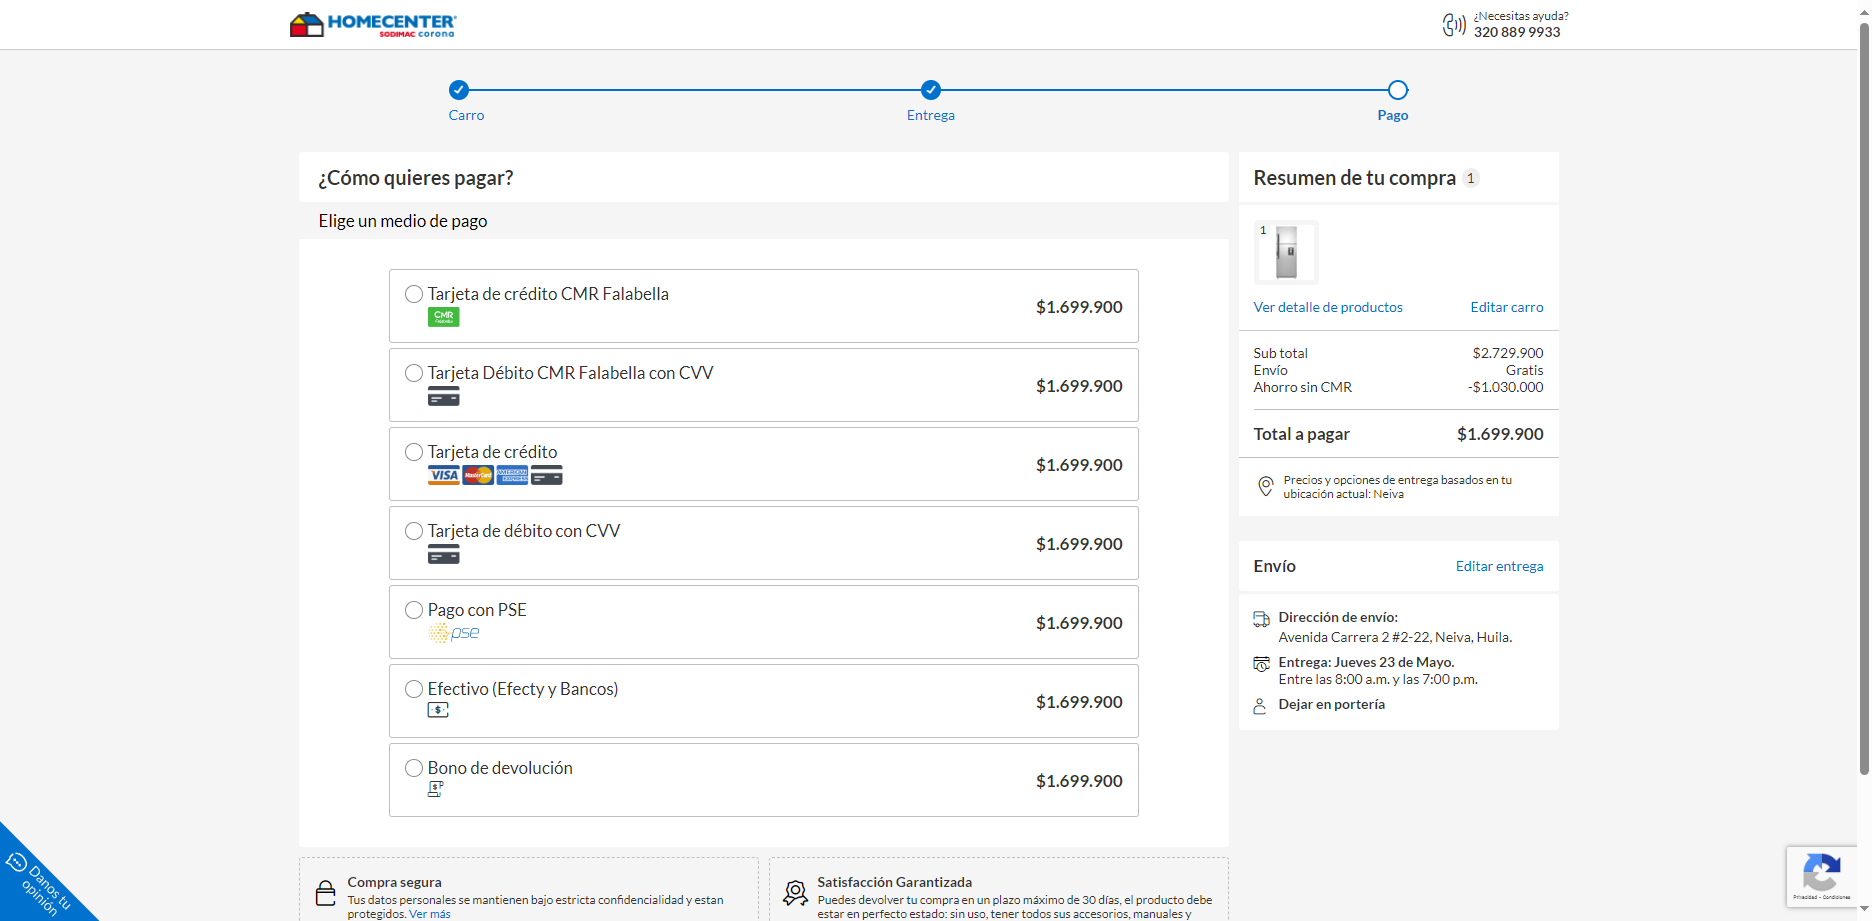 HOMECENTER
SODIMAC corona
¿Necesitas ayuda?
320 889 9933
Carro
Entrega
Pago
¿Cómo quieres pagar?
Elige un medio de pago
Tarjeta de crédito CMR Falabella
CMR
$1.699.900
Tarjeta Débito CMR Falabella con CVV
$1.699.900
Tarjeta de crédito
VISA MasterCard AMERICAN EXPRESS
$1.699.900
Tarjeta de débito con CVV
$1.699.900
Pago con PSE
pse
$1.699.900
Efectivo (Efecty y Bancos)
$1.699.900
Bono de devolución
$1.699.900
Resumen de tu compra 1
1
Ver detalle de productos Editar carro
Sub total $2.729.900
Envío Gratis
Ahorro sin CMR -$1.030.000
Total a pagar $1.699.900
Precios y opciones de entrega basados en tu
ubicación actual: Neiva
Envío Editar entrega
Dirección de envío:
Avenida Carrera 2 #2-22, Neiva, Huila.
Entrega: Jueves 23 de Mayo.
Entre las 8:00 a.m. y las 7:00 p.m.
Dejar en portería
Compra segura
Tus datos personales se mantienen bajo estricta confidencialidad y estan
protegidos. Ver más
Satisfacción Garantizada
Puedes devolver tu compra en un plazo máximo de 30 días, el producto debe
estar en perfecto estado: sin uso, tener todos sus accesorios, manuales y
Danos tu
opinión
Privacidad - Condiciones